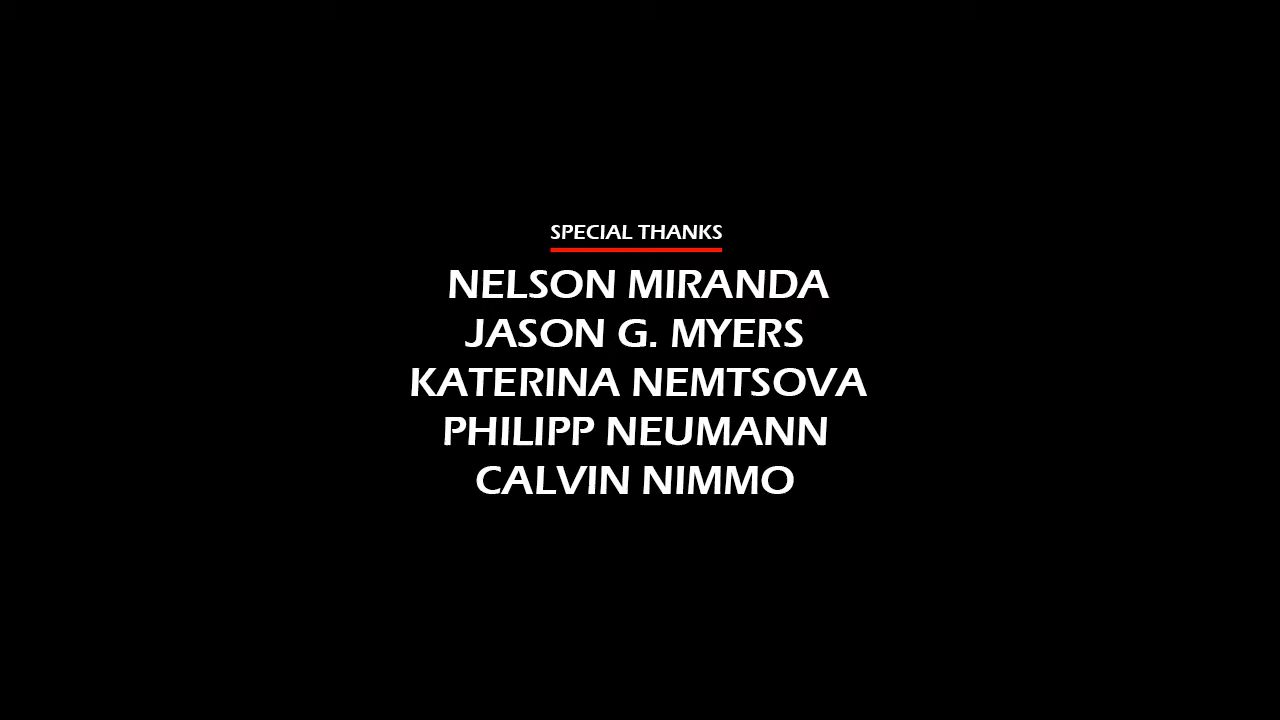 SPECIAL THANKS
NELSON MIRANDA
JASON G. MYERS
KATERINA NEMTSOVA
PHILIPP NEUMANN
CALVIN NIMMO